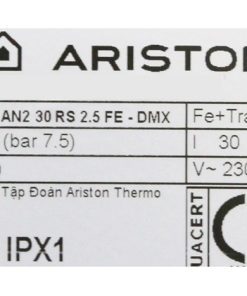 ARISTON
AN2 30 RS 2.5 FE - DMX
Fe+Tra
(bar 7.5)
I 30
V~ 230
Tập Đoàn Ariston Thermo
IPX1
UACERT